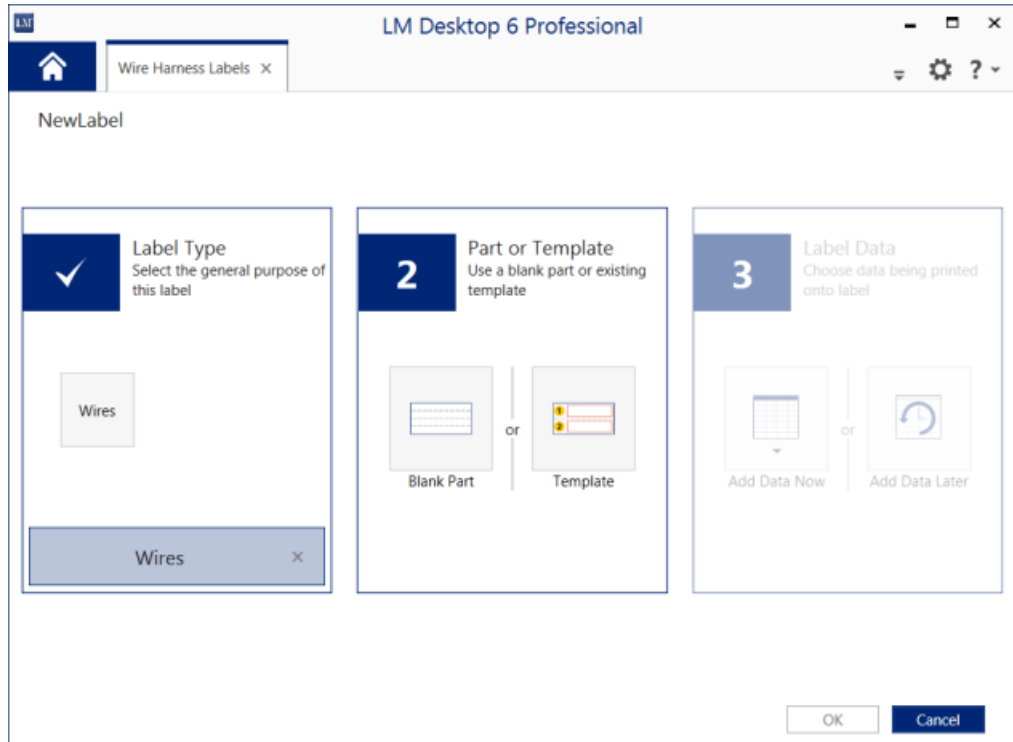 LM
LM Desktop 6 Professional
Wire Harness Labels
?
NewLabel
Label Type
Select the general purpose of
this label
Wires
Wires
2
Part or Template
Use a blank part or existing
template
1
2
or
Blank Part
Template
3
Label Data
Choose data being printed
onto label
or
Add Data Now
Add Data Later
OK
Cancel